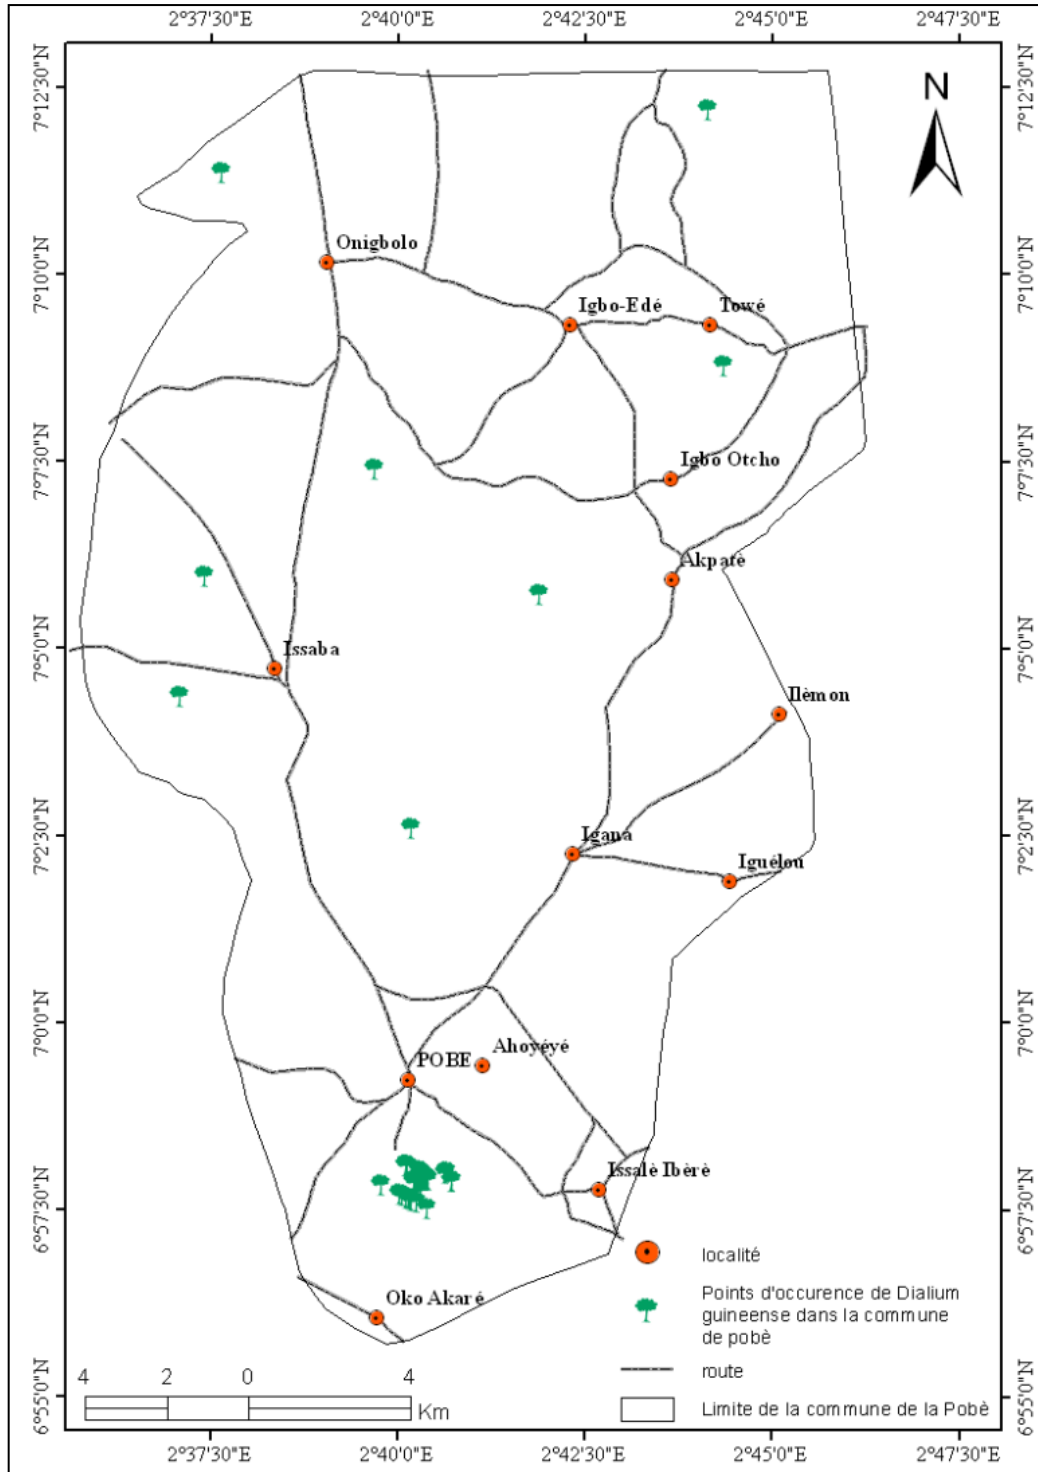 2°37'30"E 2°40'0"E 2°42'30"E 2°45'0"E 2°47'30"E
7°12'30"N
7°10'0"N
7°7'30"N
7°5'0"N
7°2'30"N
7°0'0"N
6°57'30"N
6°55'0"N
N
Onigbolo
Igbo-Edé
Towé
Igbo Otcho
Akpatè
Issaba
Ilèmon
Igana
Iguélou
Ahoyéyé
POBE
Issalè Ibèrè
Oko Akaré
localité
Points d'occurence de Dialium
guineense dans la commune
de pobè
route
Limite de la commune de la Pobè
4 2 0 4
Km
7°12'30"N
7°10'0"N
7°7'30"N
7°5'0"N
7°2'30"N
7°0'0"N
6°57'30"N
6°55'0"N
2°37'30"E 2°40'0"E 2°42'30"E 2°45'0"E 2°47'30"E